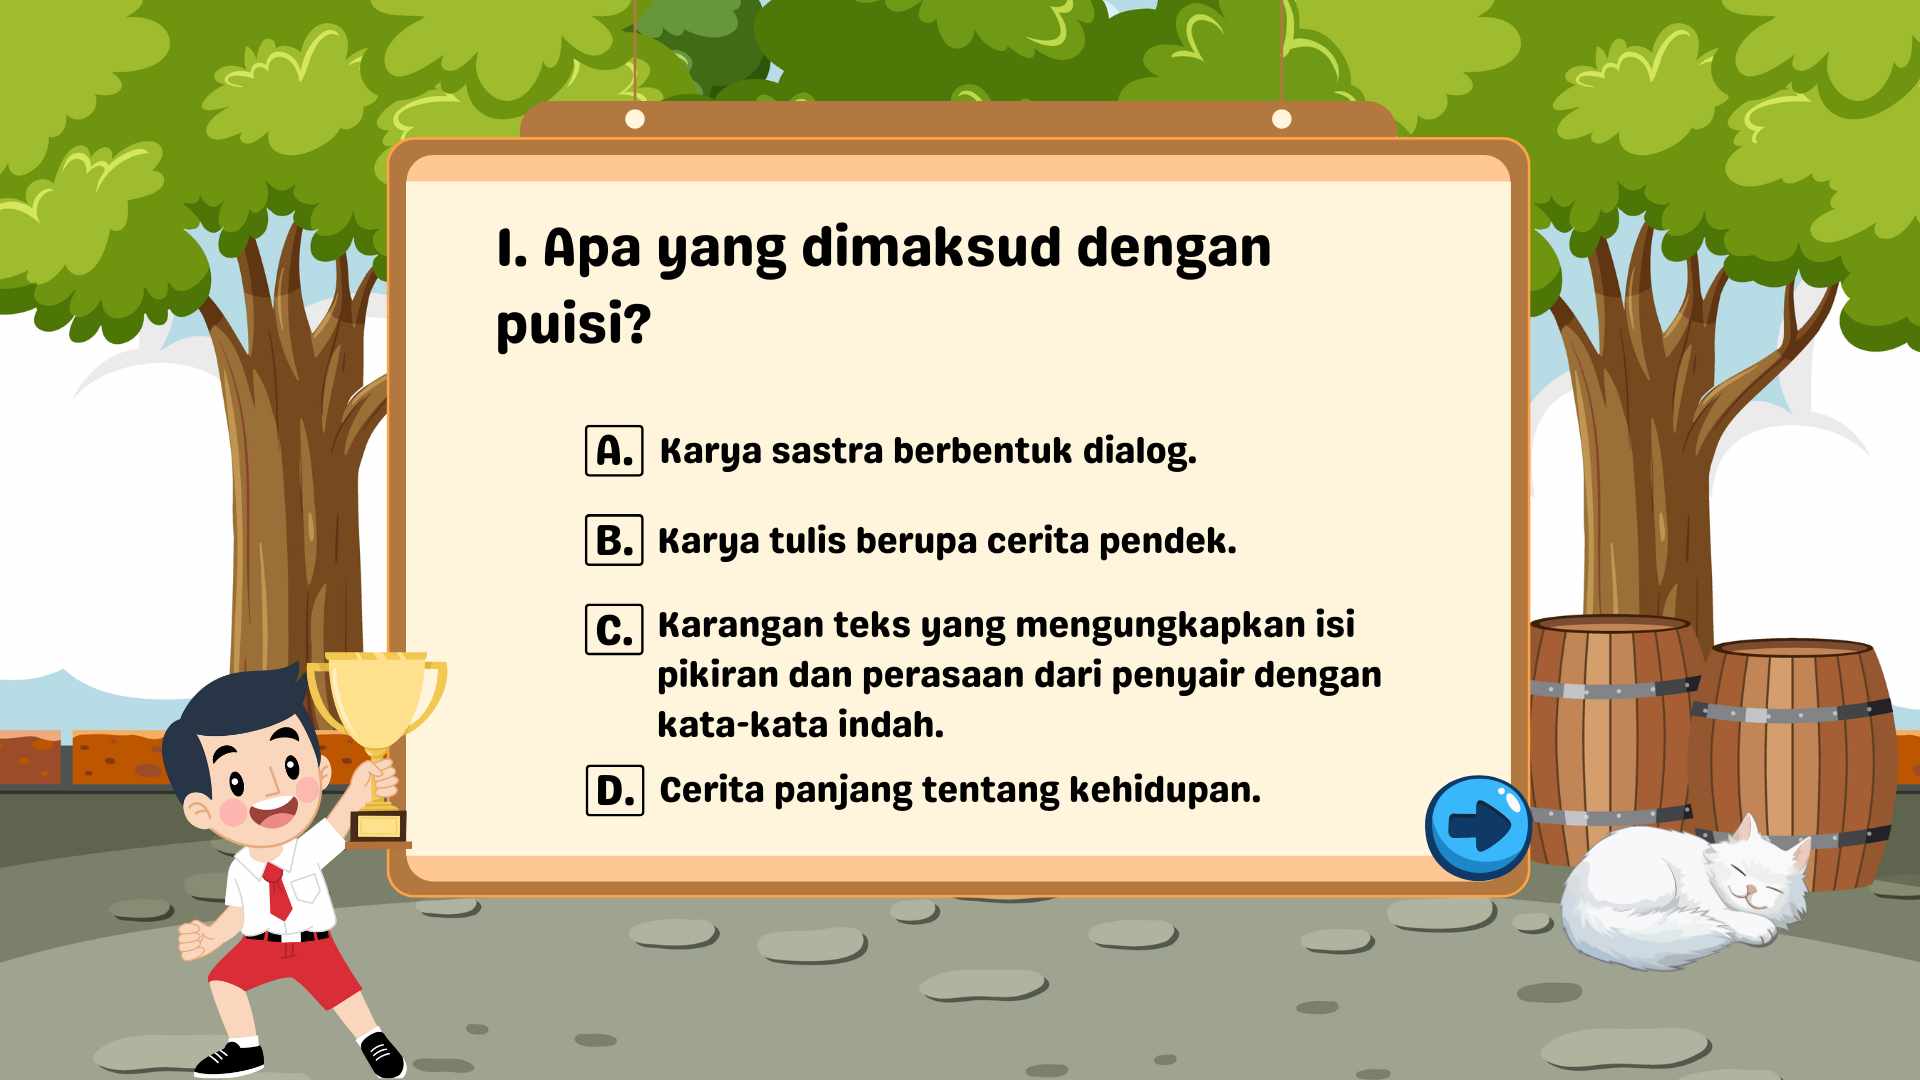 1. Apa yang dimaksud dengan
puisi?
A. Karya sastra berbentuk dialog.
B. Karya tulis berupa cerita pendek.
C. Karangan teks yang mengungkapkan isi
pikiran dan perasaan dari penyair dengan
kata-kata indah.
D. Cerita panjang tentang kehidupan.